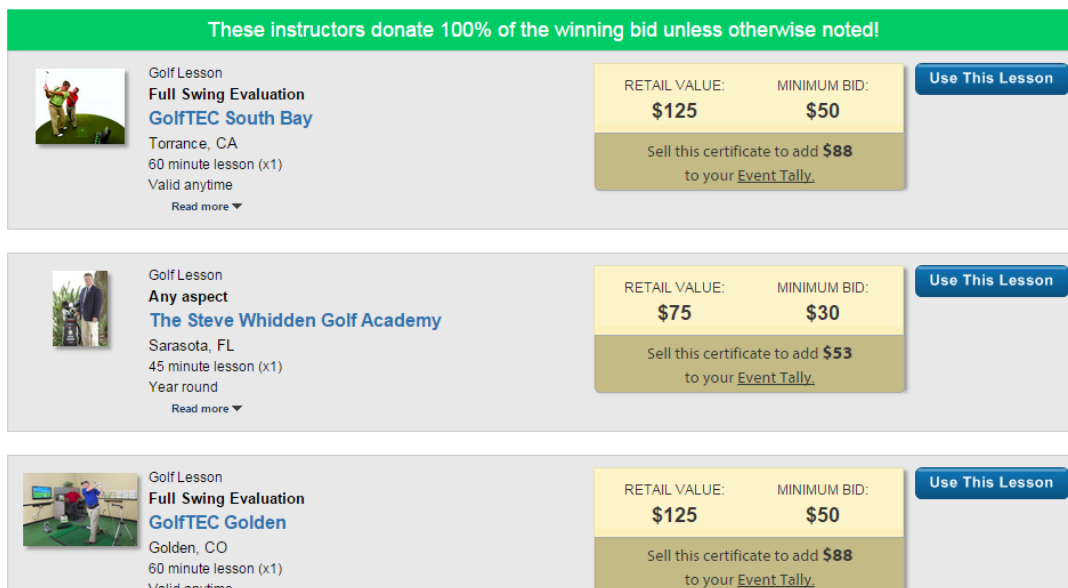 These instructors donate 100% of the winning bid unless otherwise noted!
Golf Lesson
Full Swing Evaluation
GolfTEC South Bay
Torrance, CA
60 minute lesson (x1)
Valid anytime
Read more
RETAIL VALUE: MINIMUM BID:
$125 $50
Sell this certificate to add $88
to your Event Tally.
Use This Lesson
Golf Lesson
Any aspect
The Steve Whidden Golf Academy
Sarasota, FL
45 minute lesson (x1)
Year round
Read more
RETAIL VALUE: MINIMUM BID:
$75 $30
Sell this certificate to add $53
to your Event Tally.
Use This Lesson
Golf Lesson
Full Swing Evaluation
GolfTEC Golden
Golden, CO
60 minute lesson (x1)
Valid anytime
RETAIL VALUE: MINIMUM BID:
$125 $50
Sell this certificate to add $88
to your Event Tally.
Use This Lesson